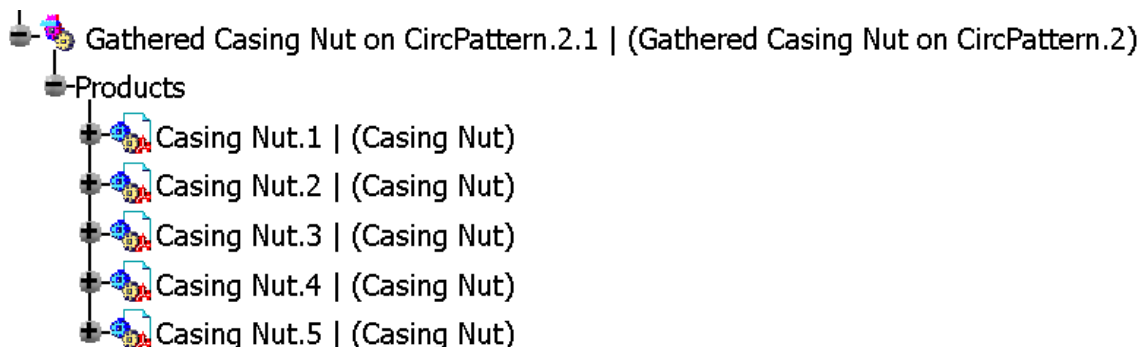 Gathered Casing Nut on CircPattern.2.1 | (Gathered Casing Nut on CircPattern.2)
Products
Casing Nut.1 | (Casing Nut)
Casing Nut.2 | (Casing Nut)
Casing Nut.3 | (Casing Nut)
Casing Nut.4 | (Casing Nut)
Casing Nut.5 | (Casing Nut)